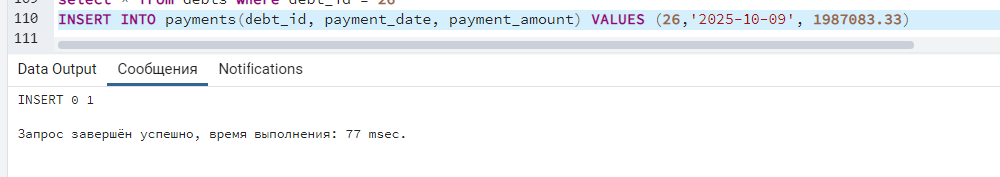 109 select * from debts where debt_id = 26
110 INSERT INTO payments(debt_id, payment_date, payment_amount) VALUES (26,'2025-10-09', 1987083.33)
111
Data Output Сообщения Notifications
INSERT 0 1
Запрос завершён успешно, время выполнения: 77 msec.